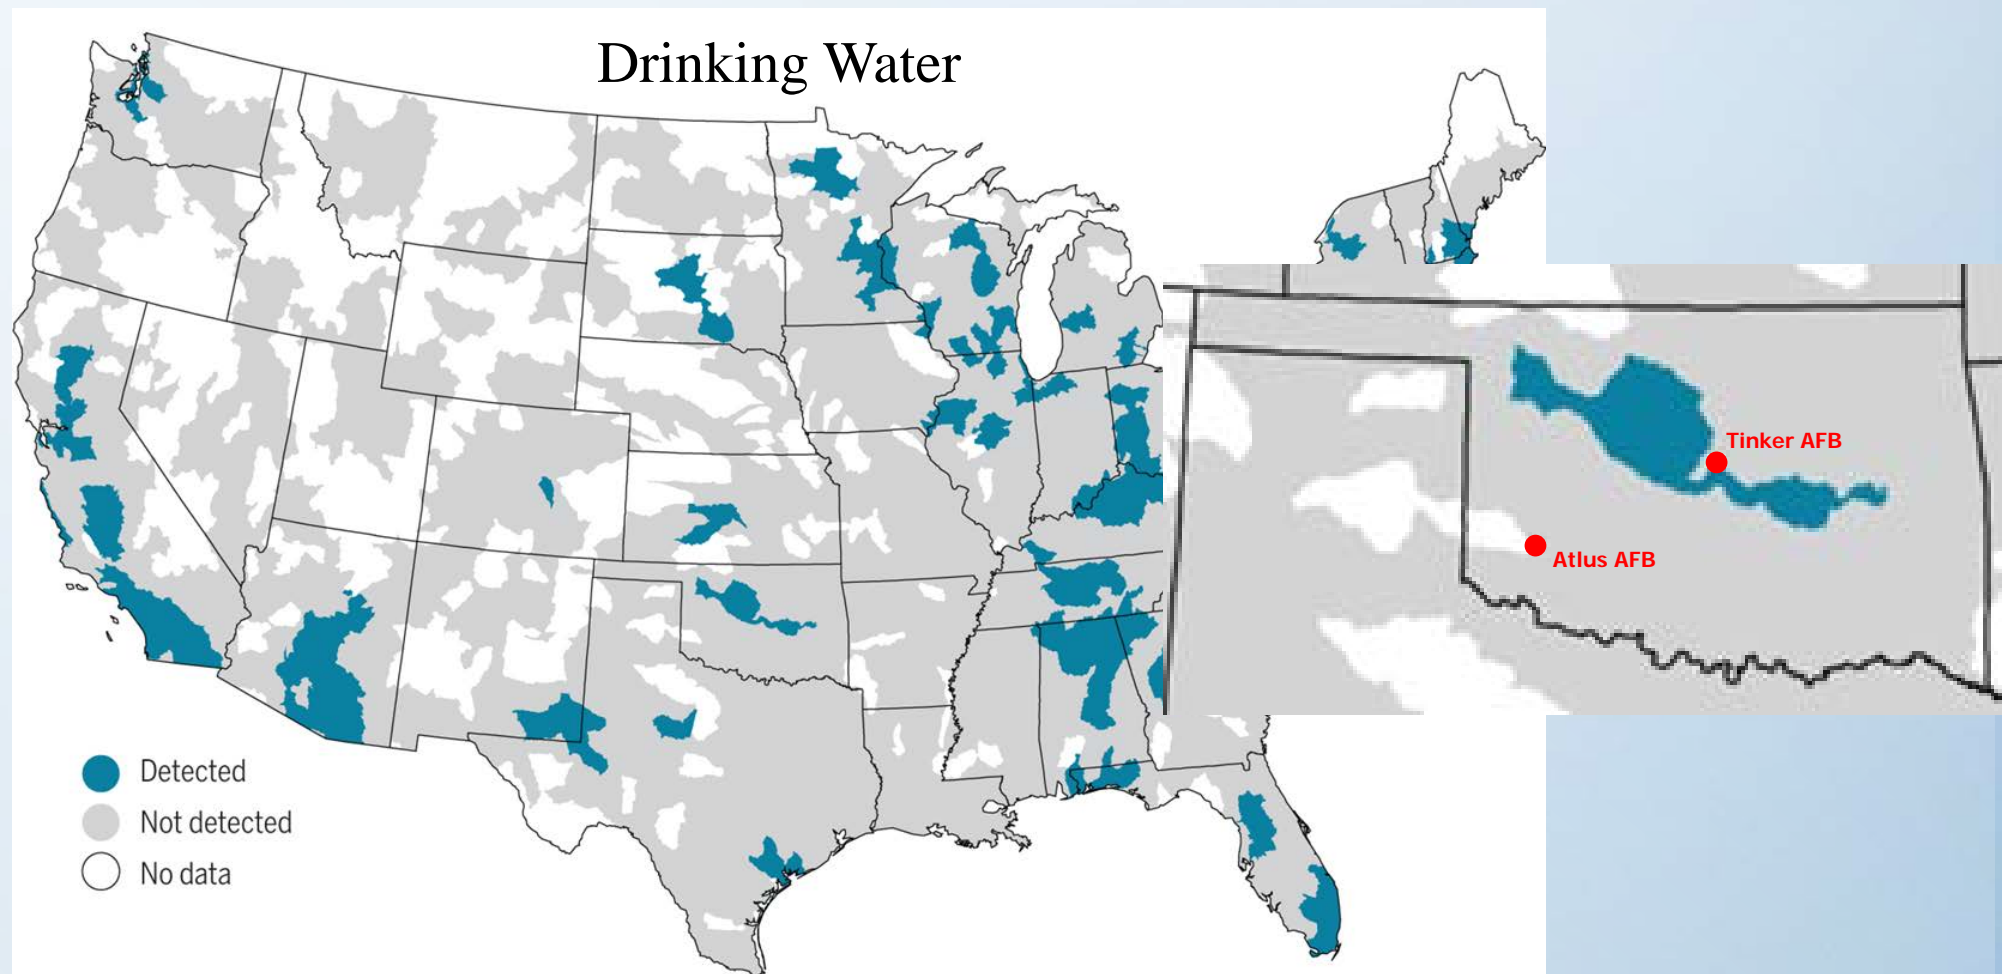 Drinking Water
Tinker AFB
Atlus AFB
Detected
Not detected
No data